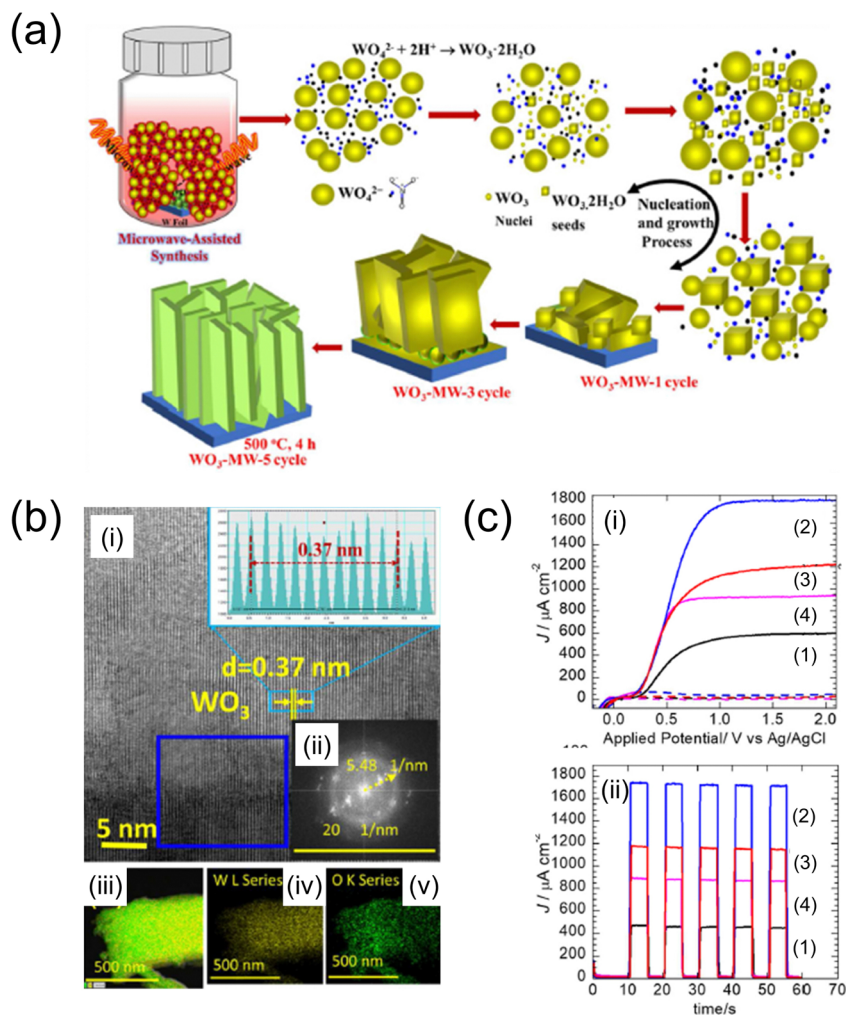 (a)
WO₄²⁻ + 2H⁺ → WO₃·2H₂O
WO₄²⁻
O⁻
WO₃
Nuclei
WO₃.2H₂O
seeds
Nucleation
and growth
Process
W Foil
Microwave-Assisted
Synthesis
WO₃-MW-1 cycle
WO₃-MW-3 cycle
500 °C, 4 h
WO₃-MW-5 cycle
(b)
(i)
0.37 nm
d=0.37 nm
WO₃
(ii)
5.48 1/nm
20 1/nm
5 nm
(iii)
500 nm
W L Series
(iv)
500 nm
O K Series
(v)
500 nm
(c)
(i)
J / µA cm⁻²
1800
1600
1400
1200
1000
800
600
400
200
0
(2)
(3)
(4)
(1)
0.0 0.5 1.0 1.5 2.0
Applied Potential/ V vs Ag/AgCl
(ii)
J / µA cm⁻²
1800
1600
1400
1200
1000
800
600
400
200
0
(2)
(3)
(4)
(1)
0 10 20 30 40 50 60 70
time/s